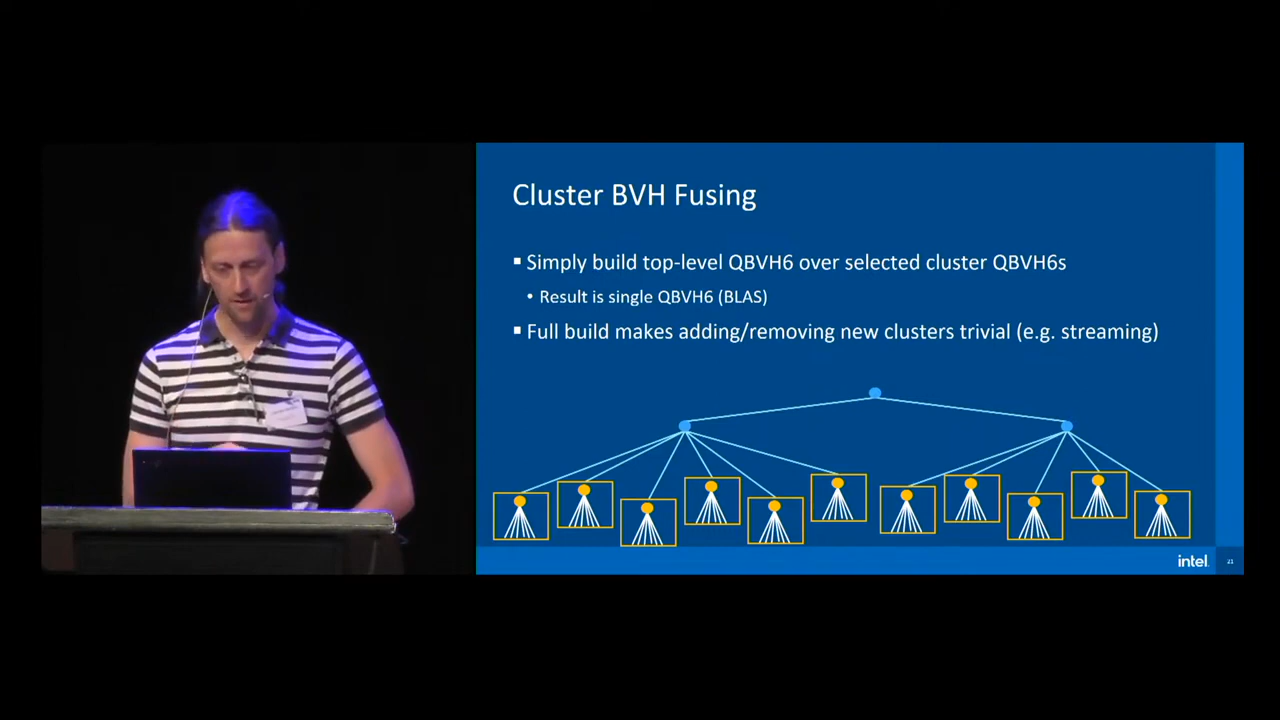 Cluster BVH Fusing
▪ Simply build top-level QBVH6 over selected cluster QBVH6s
• Result is single QBVH6 (BLAS)
▪ Full build makes adding/removing new clusters trivial (e.g. streaming)
intel.
21